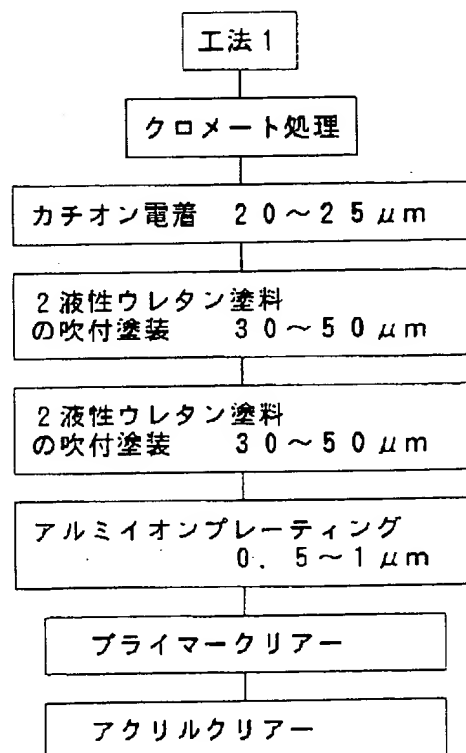 工法1
クロメート処理
カチオン電着 20～25μm
2液性ウレタン塗料
の吹付塗装 30～50μm
2液性ウレタン塗料
の吹付塗装 30～50μm
アルミイオンプレーティング
0.5～1μm
プライマークリアー
アクリルクリアー